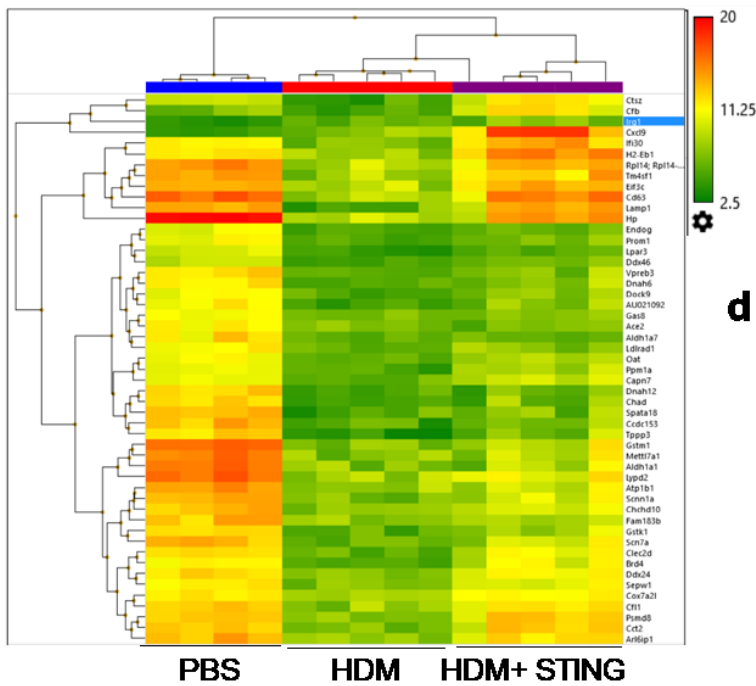 20
11.25
2.5
Ctsz
Cfb
Irg1
Cxcl9
Ifi30
H2-Eb1
Rpl14; Rpl14-...
Tm4sf1
Eif3c
Cd63
Lamp1
Hp
Endog
Prom1
Lpar3
Ddx46
Vpreb3
Dnah6
Dock9
AU021092
Gas8
Ace2
Aldh1a7
Ldlrad1
Oat
Ppm1a
Capn7
Dnah12
Chad
Spata18
Ccdc153
Tppp3
Gstm1
Mettl7a1
Aldh1a1
Lypd2
Atp1b1
Scnn1a
Chchd10
Fam183b
Gstk1
Scn7a
Clec2d
Brd4
Ddx24
Sepw1
Cox7a2l
Cfl1
Psmd8
Cct2
Arl6ip1
d
PBS HDM HDM+ STING